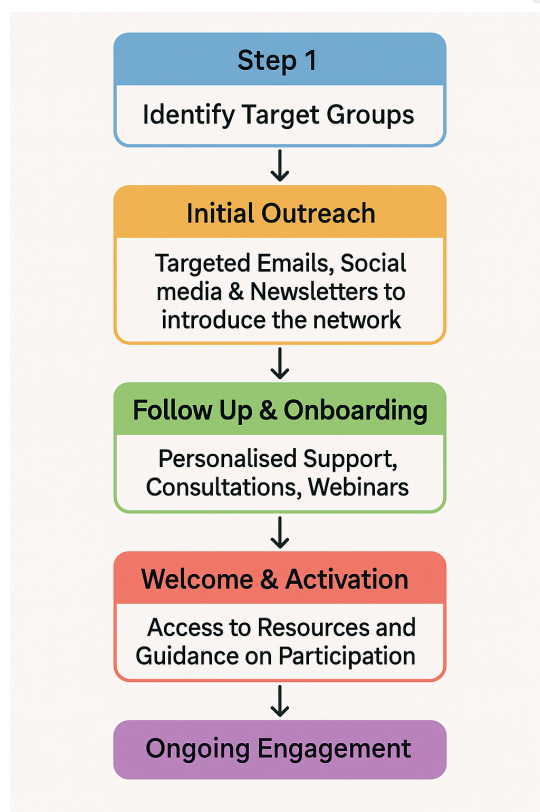 Step 1
Identify Target Groups
Initial Outreach
Targeted Emails, Social
media & Newsletters to
introduce the network
Follow Up & Onboarding
Personalised Support,
Consultations, Webinars
Welcome & Activation
Access to Resources and
Guidance on Participation
Ongoing Engagement